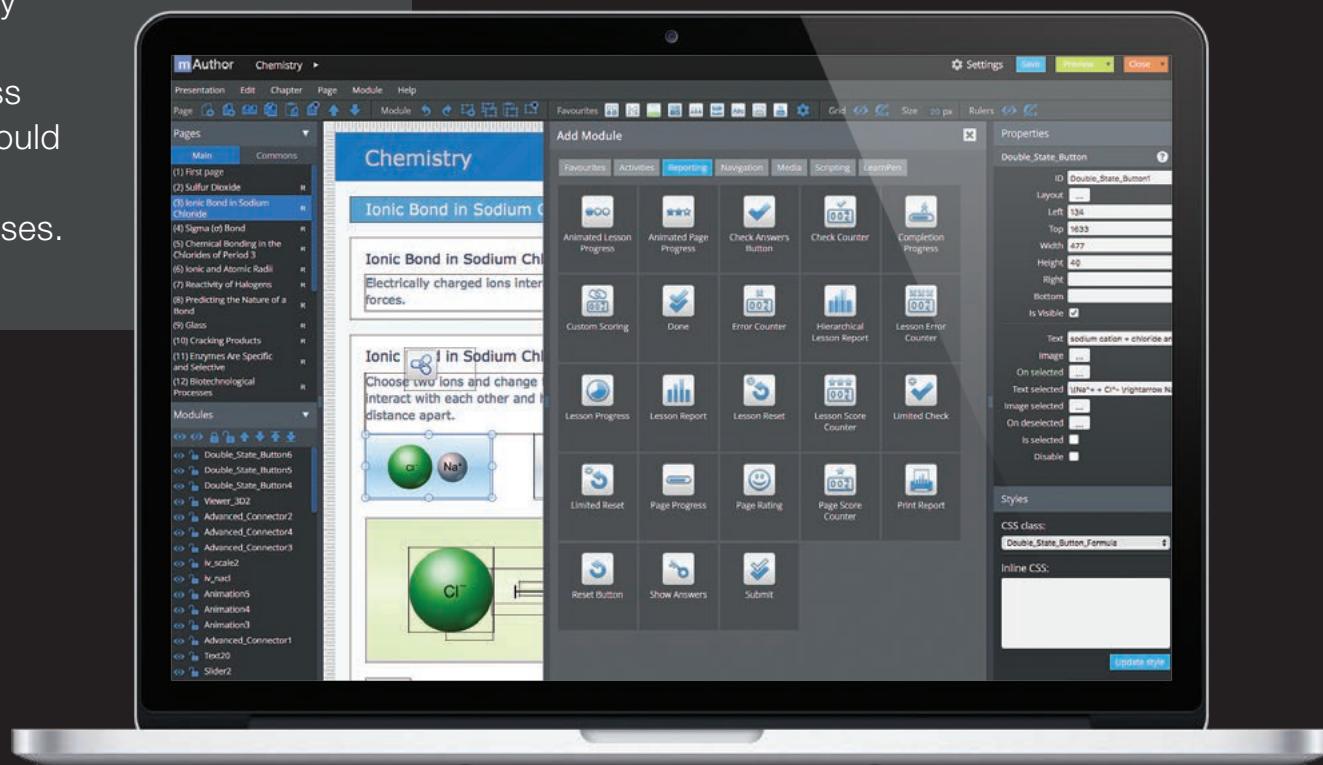 y
ss
ould
ses.
mAuthor Chemistry
Settings Save Preview Close
Presentation Edit Chapter Page Module Help
Page Module Favourites Grid Size 20 px Rulers
Pages
Main Commons
(1) First page
(2) Sulfur Dioxide R
(3) Ionic Bond in Sodium
Chloride R
(4) Sigma (σ) Bond R
(5) Chemical Bonding in the
Chlorides of Period 3 R
(6) Ionic and Atomic Radii R
(7) Reactivity of Halogens R
(8) Predicting the Nature of a
Bond R
(9) Glass R
(10) Cracking Products R
(11) Enzymes Are Specific
and Selective R
(12) Biotechnological
Processes R
Modules
Double_State_Button6
Double_State_Button5
Double_State_Button4
Viewer_3D2
Advanced_Connector2
Advanced_Connector4
Advanced_Connector3
iv_scale2
iv_nacl
Animation5
Animation4
Animation3
Advanced_Connector1
Text20
Slider2
Chemistry
Ionic Bond in Sodium C
Ionic Bond in Sodium Chl
Electrically charged ions inter
forces.
Ionic d in Sodium Chl
Choose two ions and change
interact with each other and h
distance apart.
Cl⁻ Na⁺
Cl⁻
Add Module
Favourites Activities Reporting Navigation Media Scripting LearnPen
Animated Lesson
Progress
Animated Page
Progress
Check Answers
Button
Check Counter
Completion
Progress
Custom Scoring
Done
Error Counter
Hierarchical
Lesson Report
Lesson Error
Counter
Lesson Progress
Lesson Report
Lesson Reset
Lesson Score
Counter
Limited Check
Limited Reset
Page Progress
Page Rating
Page Score
Counter
Print Report
Reset Button
Show Answers
Submit
Properties
Double_State_Button
ID Double_State_Button1
Layout ...
Left 134
Top 1633
Width 477
Height 40
Right
Bottom
Is Visible
Text sodium cation + chloride an
Image ...
On selected ...
Text selected \(Na^+ + Cl^- \rightarrow Na
Image selected ...
On deselected ...
Is selected
Disable
Styles
CSS class:
Double_State_Button_Formula
Inline CSS:
Update style